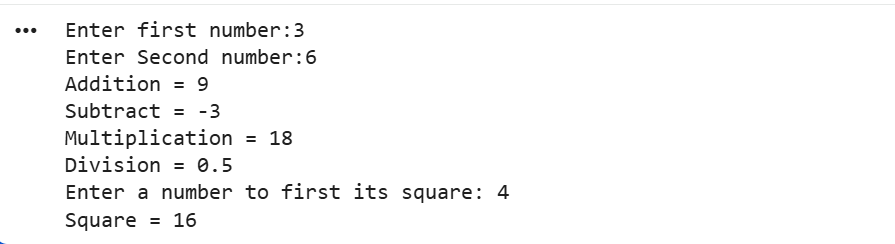 Enter first number:3
Enter Second number:6
Addition = 9
Subtract = -3
Multiplication = 18
Division = 0.5
Enter a number to first its square: 4
Square = 16